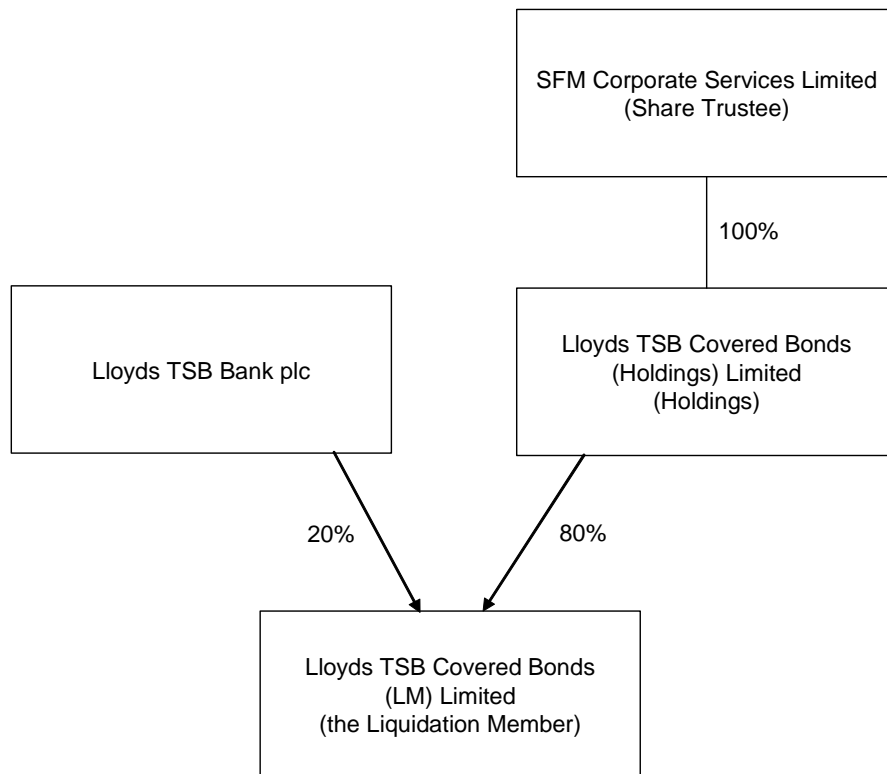 SFM Corporate Services Limited
(Share Trustee)
100%
Lloyds TSB Bank plc
Lloyds TSB Covered Bonds
(Holdings) Limited
(Holdings)
20%
80%
Lloyds TSB Covered Bonds
(LM) Limited
(the Liquidation Member)